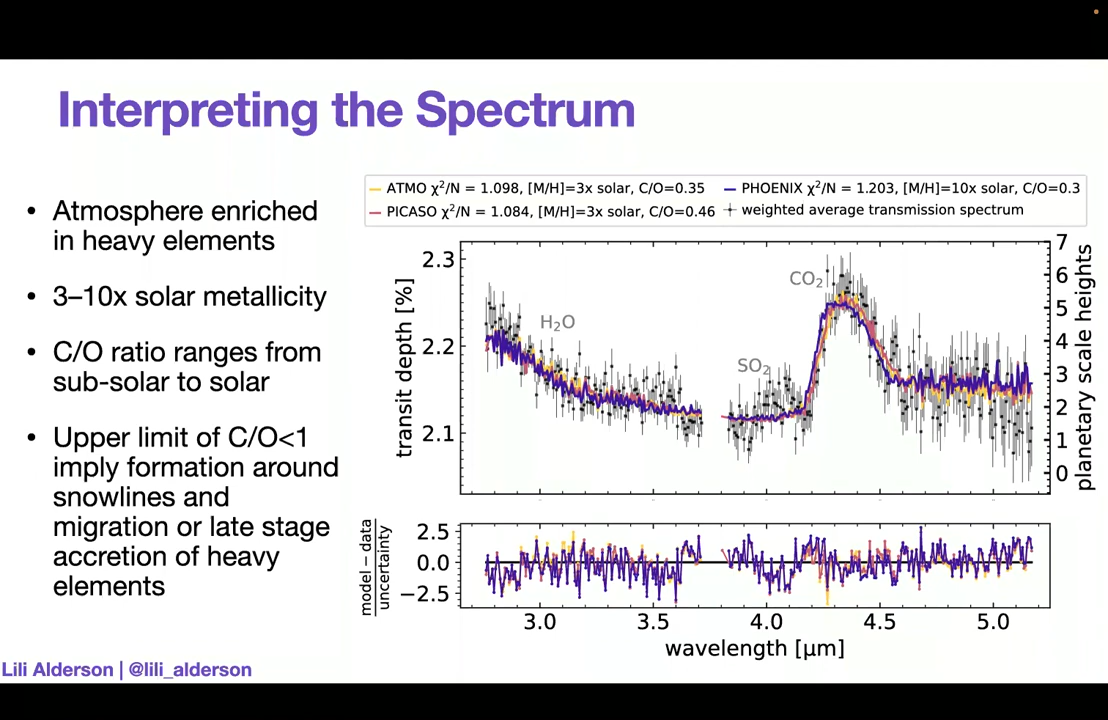 Interpreting the Spectrum
• Atmosphere enriched
in heavy elements
• 3–10x solar metallicity
• C/O ratio ranges from
sub-solar to solar
• Upper limit of C/O<1
imply formation around
snowlines and
migration or late stage
accretion of heavy
elements
ATMO χ²/N = 1.098, [M/H]=3x solar, C/O=0.35
PHOENIX χ²/N = 1.203, [M/H]=10x solar, C/O=0.3
PICASO χ²/N = 1.084, [M/H]=3x solar, C/O=0.46
weighted average transmission spectrum
transit depth [%]
2.3
2.2
2.1
H₂O
SO₂
CO₂
7
6
5
4
3
2
1
0
planetary scale heights
model − data
uncertainty
2.5
0.0
−2.5
3.0 3.5 4.0 4.5 5.0
wavelength [μm]
Lili Alderson | @lili_alderson